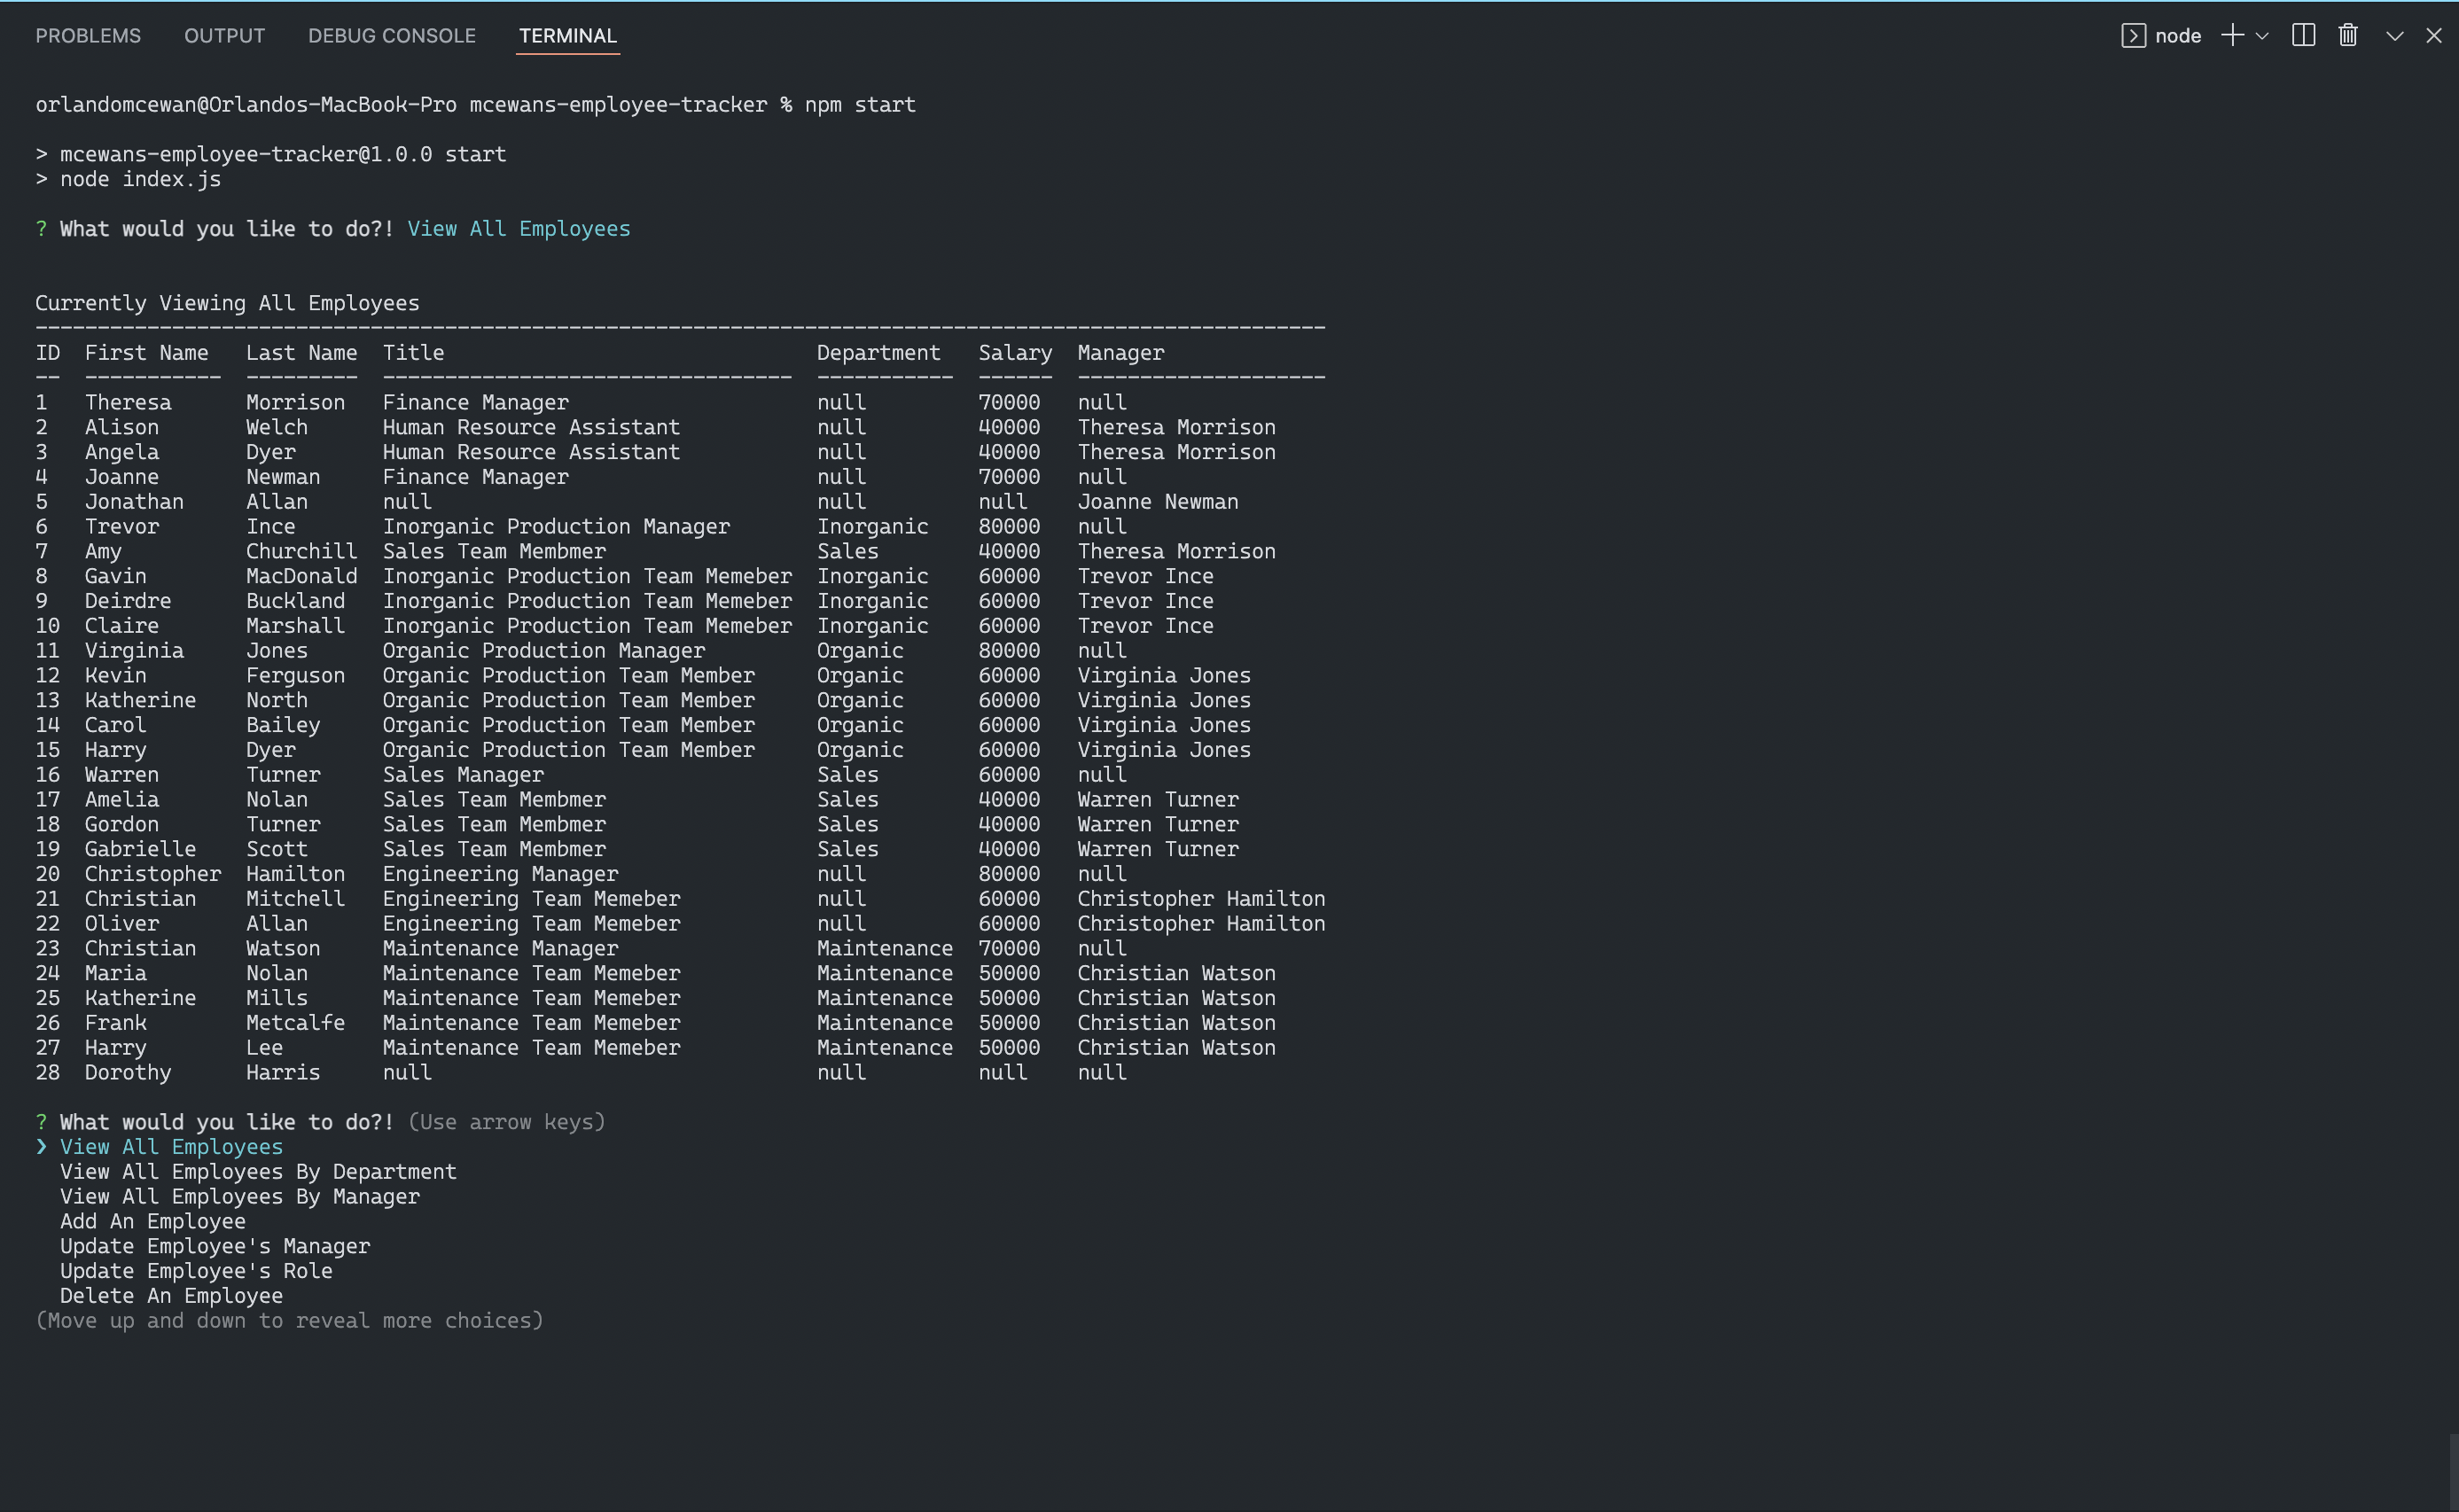 PROBLEMS OUTPUT DEBUG CONSOLE TERMINAL node
orlandomcewan@Orlandos-MacBook-Pro mcewans-employee-tracker % npm start
> mcewans-employee-tracker@1.0.0 start
> node index.js
? What would you like to do?! View All Employees
Currently Viewing All Employees
--------------------------------------------------------------------------------------------------------
ID  First Name   Last Name  Title                              Department   Salary  Manager
--  -----------  ---------  ---------------------------------  -----------  ------  --------------------
1   Theresa      Morrison   Finance Manager                    null         70000   null
2   Alison       Welch      Human Resource Assistant           null         40000   Theresa Morrison
3   Angela       Dyer       Human Resource Assistant           null         40000   Theresa Morrison
4   Joanne       Newman     Finance Manager                    null         70000   null
5   Jonathan     Allan      null                               null         null    Joanne Newman
6   Trevor       Ince       Inorganic Production Manager       Inorganic    80000   null
7   Amy          Churchill  Sales Team Membmer                 Sales        40000   Theresa Morrison
8   Gavin        MacDonald  Inorganic Production Team Memeber  Inorganic    60000   Trevor Ince
9   Deirdre      Buckland   Inorganic Production Team Memeber  Inorganic    60000   Trevor Ince
10  Claire       Marshall   Inorganic Production Team Memeber  Inorganic    60000   Trevor Ince
11  Virginia     Jones      Organic Production Manager         Organic      80000   null
12  Kevin        Ferguson   Organic Production Team Member     Organic      60000   Virginia Jones
13  Katherine    North      Organic Production Team Member     Organic      60000   Virginia Jones
14  Carol        Bailey     Organic Production Team Member     Organic      60000   Virginia Jones
15  Harry        Dyer       Organic Production Team Member     Organic      60000   Virginia Jones
16  Warren       Turner     Sales Manager                      Sales        60000   null
17  Amelia       Nolan      Sales Team Membmer                 Sales        40000   Warren Turner
18  Gordon       Turner     Sales Team Membmer                 Sales        40000   Warren Turner
19  Gabrielle    Scott      Sales Team Membmer                 Sales        40000   Warren Turner
20  Christopher  Hamilton   Engineering Manager                null         80000   null
21  Christian    Mitchell   Engineering Team Memeber           null         60000   Christopher Hamilton
22  Oliver       Allan      Engineering Team Memeber           null         60000   Christopher Hamilton
23  Christian    Watson     Maintenance Manager                Maintenance  70000   null
24  Maria        Nolan      Maintenance Team Memeber           Maintenance  50000   Christian Watson
25  Katherine    Mills      Maintenance Team Memeber           Maintenance  50000   Christian Watson
26  Frank        Metcalfe   Maintenance Team Memeber           Maintenance  50000   Christian Watson
27  Harry        Lee        Maintenance Team Memeber           Maintenance  50000   Christian Watson
28  Dorothy      Harris     null                               null         null    null
? What would you like to do?! (Use arrow keys)
❯ View All Employees
View All Employees By Department
View All Employees By Manager
Add An Employee
Update Employee's Manager
Update Employee's Role
Delete An Employee
(Move up and down to reveal more choices)